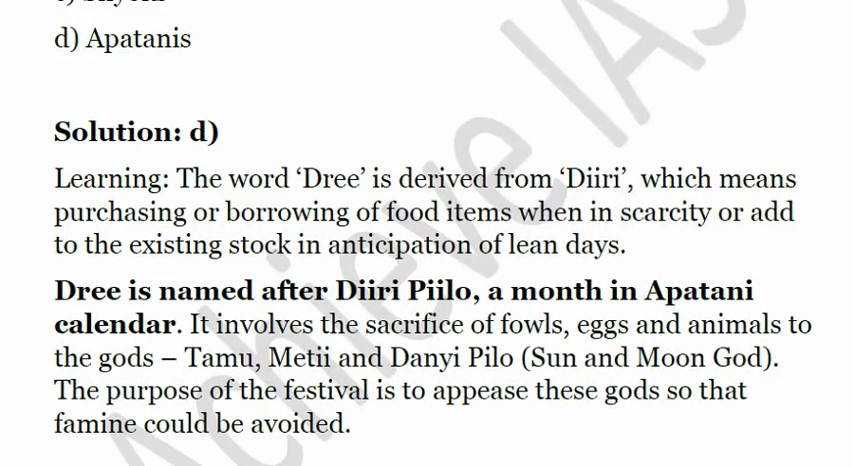 d) Apatanis
Solution: d)
Learning: The word ‘Dree’ is derived from ‘Diiri’, which means
purchasing or borrowing of food items when in scarcity or add
to the existing stock in anticipation of lean days.
Dree is named after Diiri Piilo, a month in Apatani
calendar. It involves the sacrifice of fowls, eggs and animals to
the gods – Tamu, Metii and Danyi Pilo (Sun and Moon God).
The purpose of the festival is to appease these gods so that
famine could be avoided.
Achieve IAS